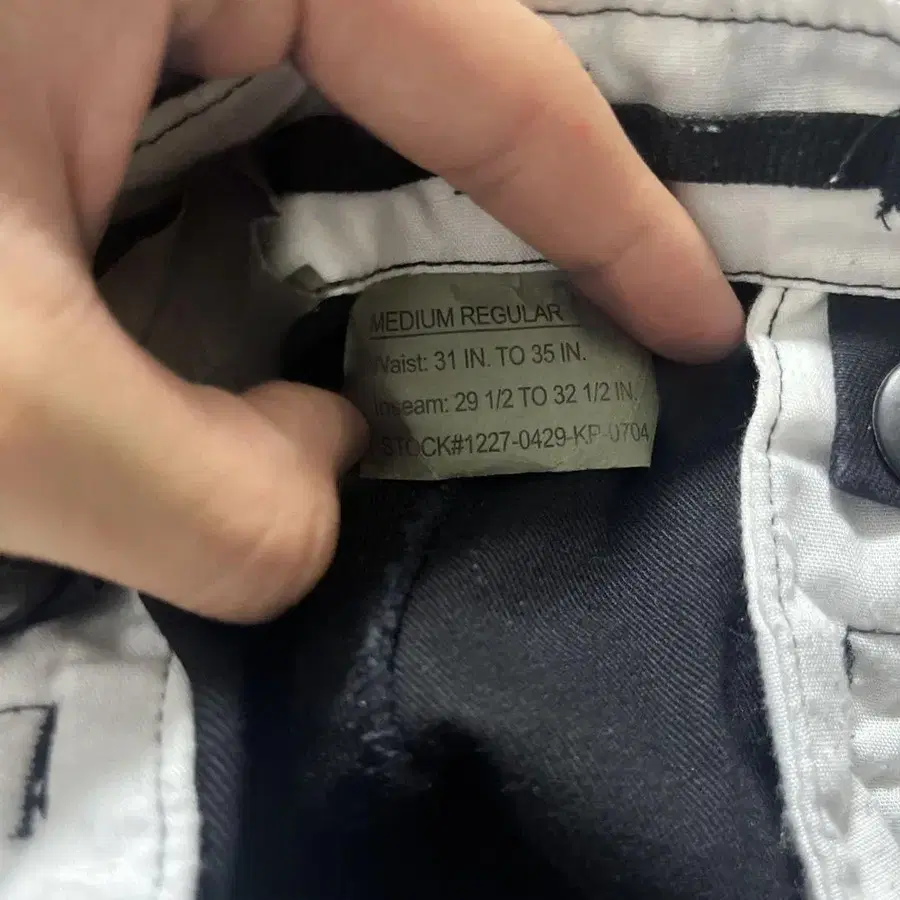 MEDIUM REGULAR
Waist: 31 IN. TO 35 IN.
Inseam: 29 1/2 TO 32 1/2 IN.
STOCK#1227-0429-KP-0704